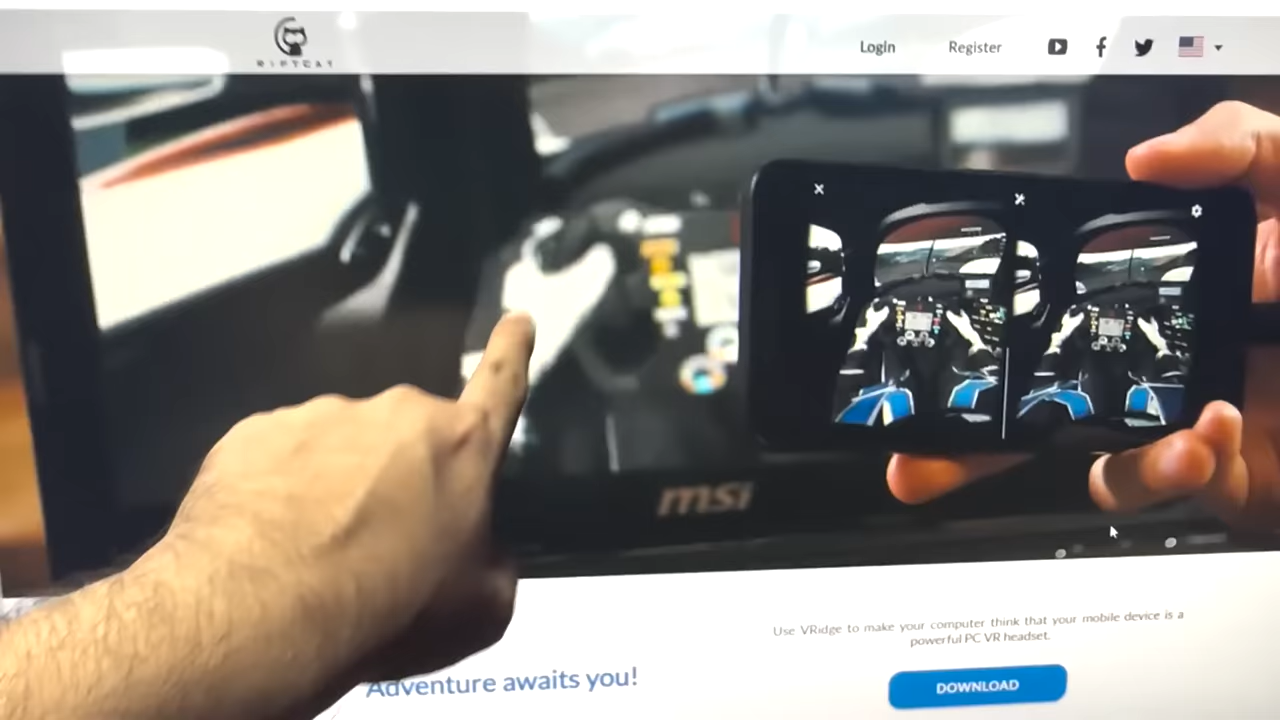 RIFTCAT
Login
Register
msi
Use VRidge to make your computer think that your mobile device is a
powerful PC VR headset.
Adventure awaits you!
DOWNLOAD